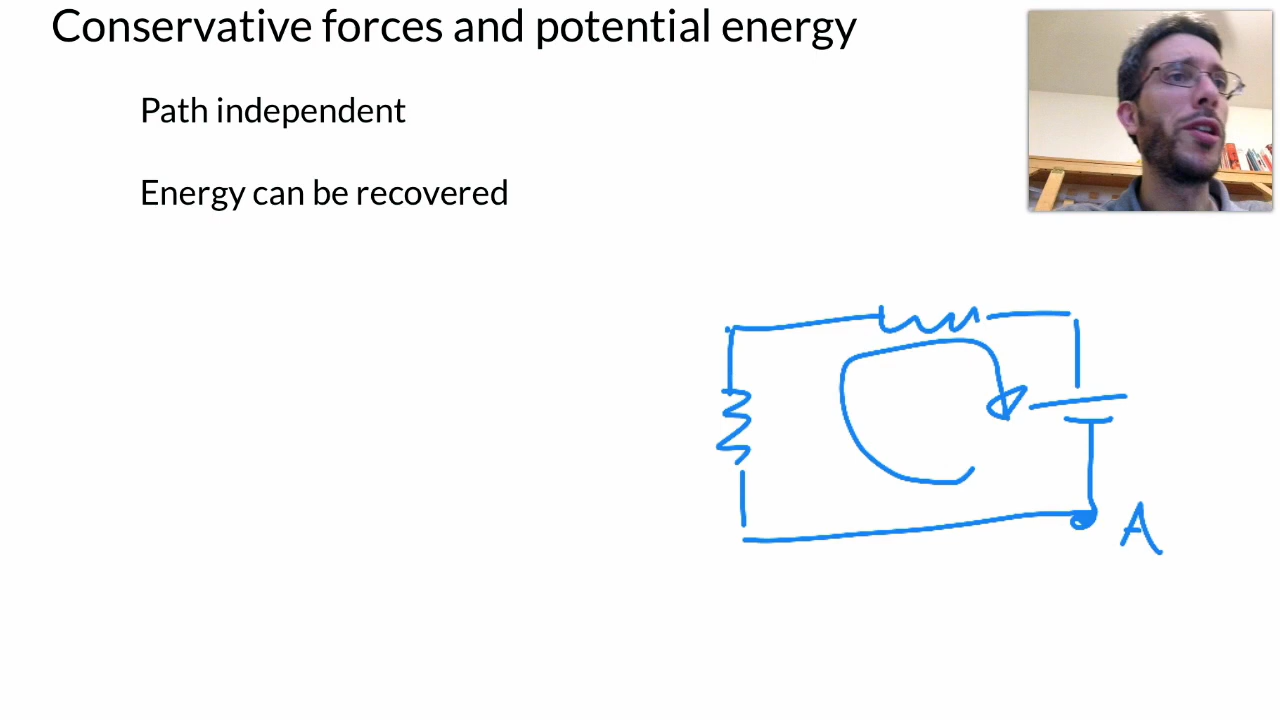 Conservative forces and potential energy
Path independent
Energy can be recovered
A